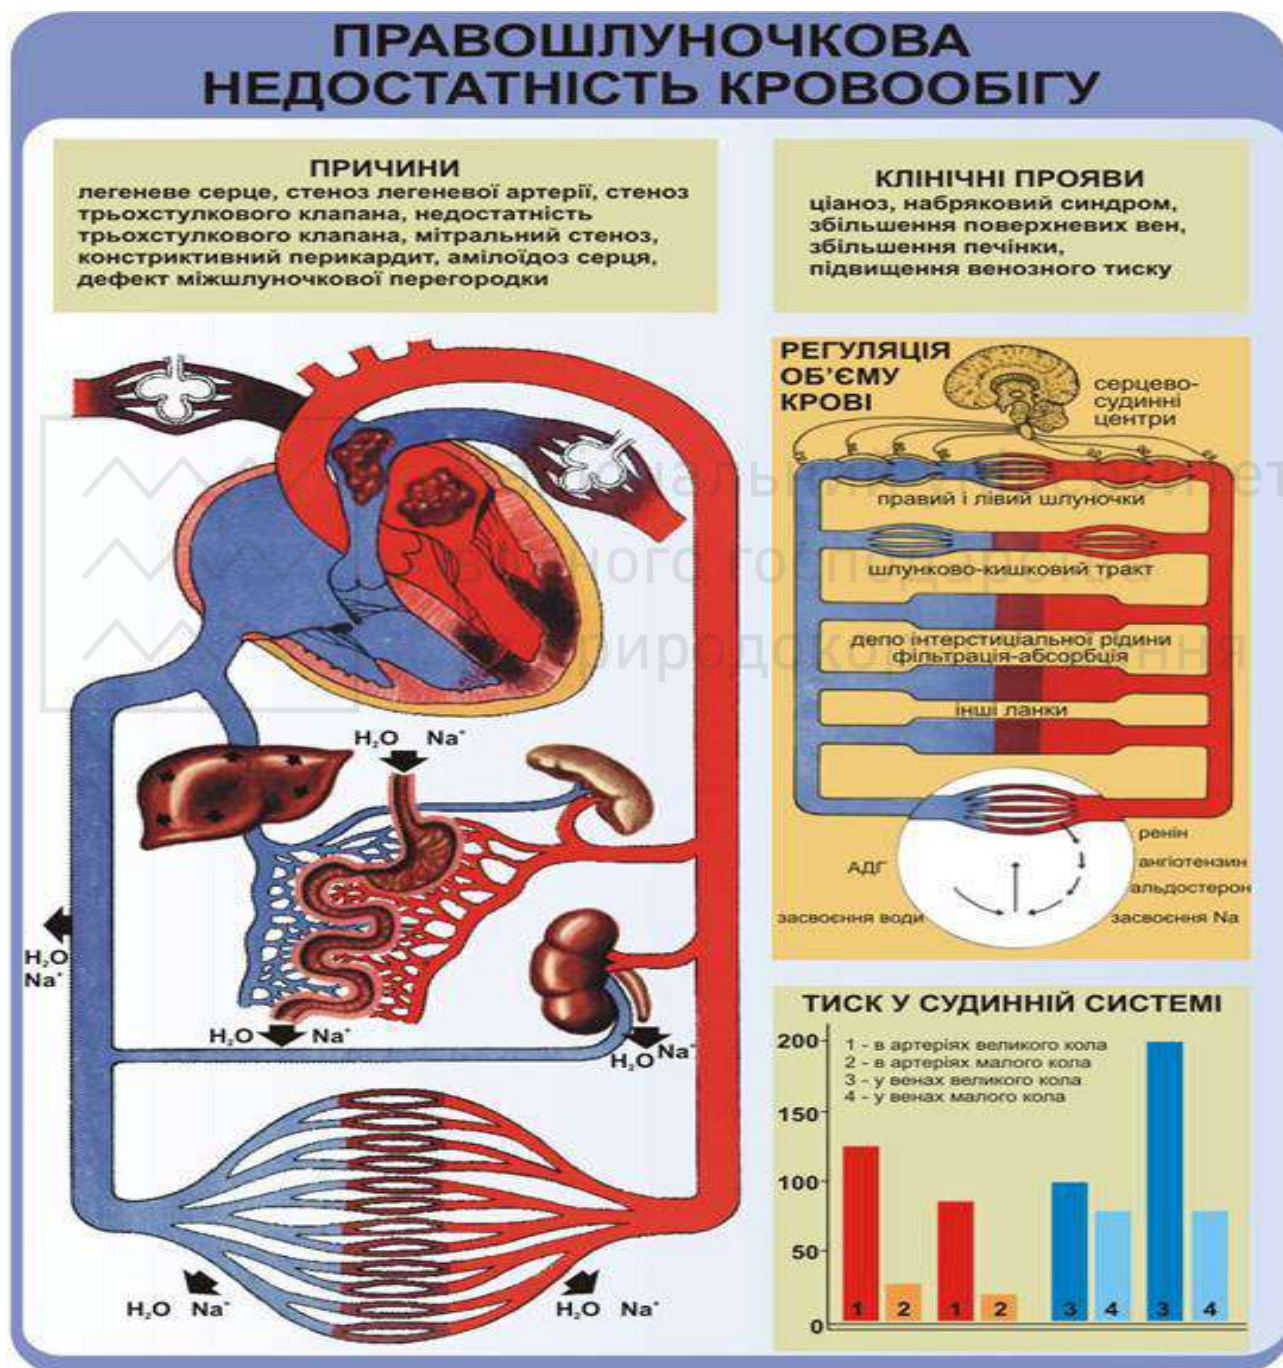 ПРАВОШЛУНОЧКОВА
НЕДОСТАТНІСТЬ КРОВООБІГУ
ПРИЧИНИ
легеневе серце, стеноз легеневої артерії, стеноз
трьохстулкового клапана, недостатність
трьохстулкового клапана, мітральний стеноз,
констриктивний перикардит, амілоїдоз серця,
дефект міжшлуночкової перегородки
КЛІНІЧНІ ПРОЯВИ
ціаноз, набряковий синдром,
збільшення поверхневих вен,
збільшення печінки,
підвищення венозного тиску
РЕГУЛЯЦІЯ
ОБ'ЄМУ
КРОВІ
серцево-
судинні
центри
правий і лівий шлуночки
шлунково-кишковий тракт
депо інтерстиціальної рідини
фільтрація-абсорбція
інші ланки
ренін
АДГ
ангіотензин
альдостерон
засвоєння води
засвоєння Na
H₂O Na⁺
H₂O
Na⁺
H₂O Na⁺
H₂O Na⁺
H₂O Na⁺
H₂O Na⁺
ТИСК У СУДИННІЙ СИСТЕМІ
1 - в артеріях великого кола
2 - в артеріях малого кола
3 - у венах великого кола
4 - у венах малого кола
200
150
100
50
0
1 2 1 2 3 4 3 4